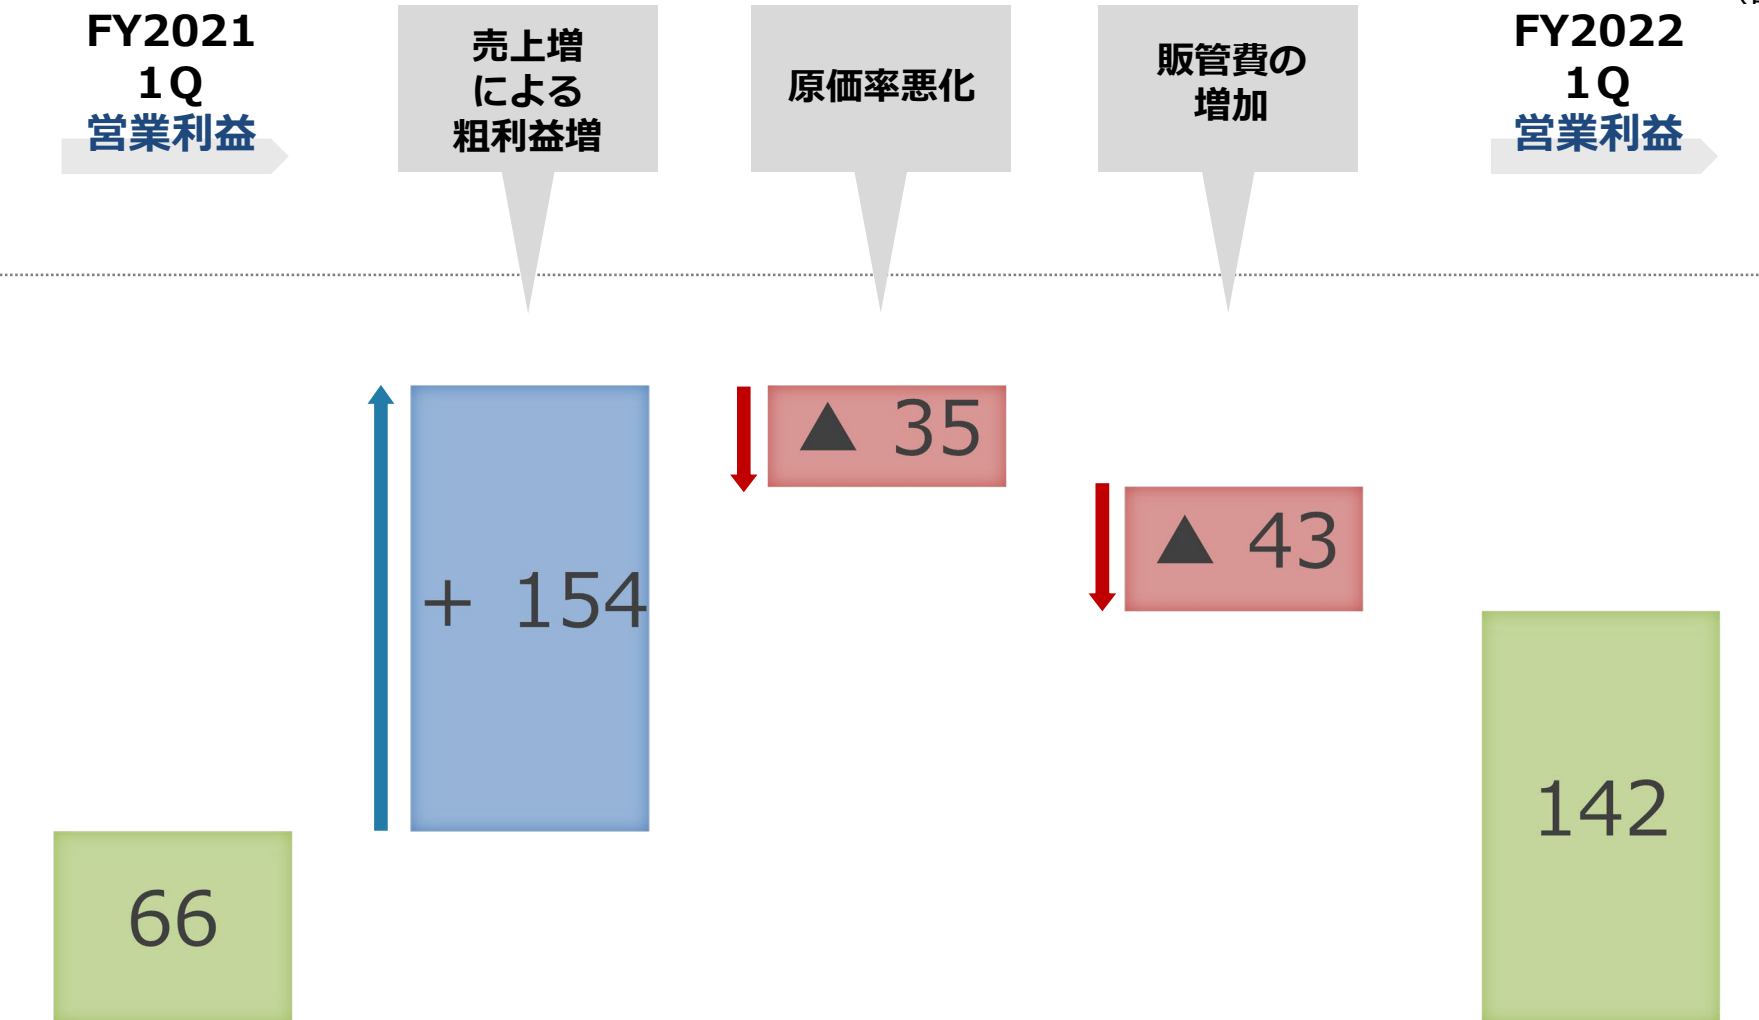 FY2021
1Q
営業利益
売上増
による
粗利益増
原価率悪化
販管費の
増加
FY2022
1Q
営業利益
+ 154
▲ 35
▲ 43
66
142